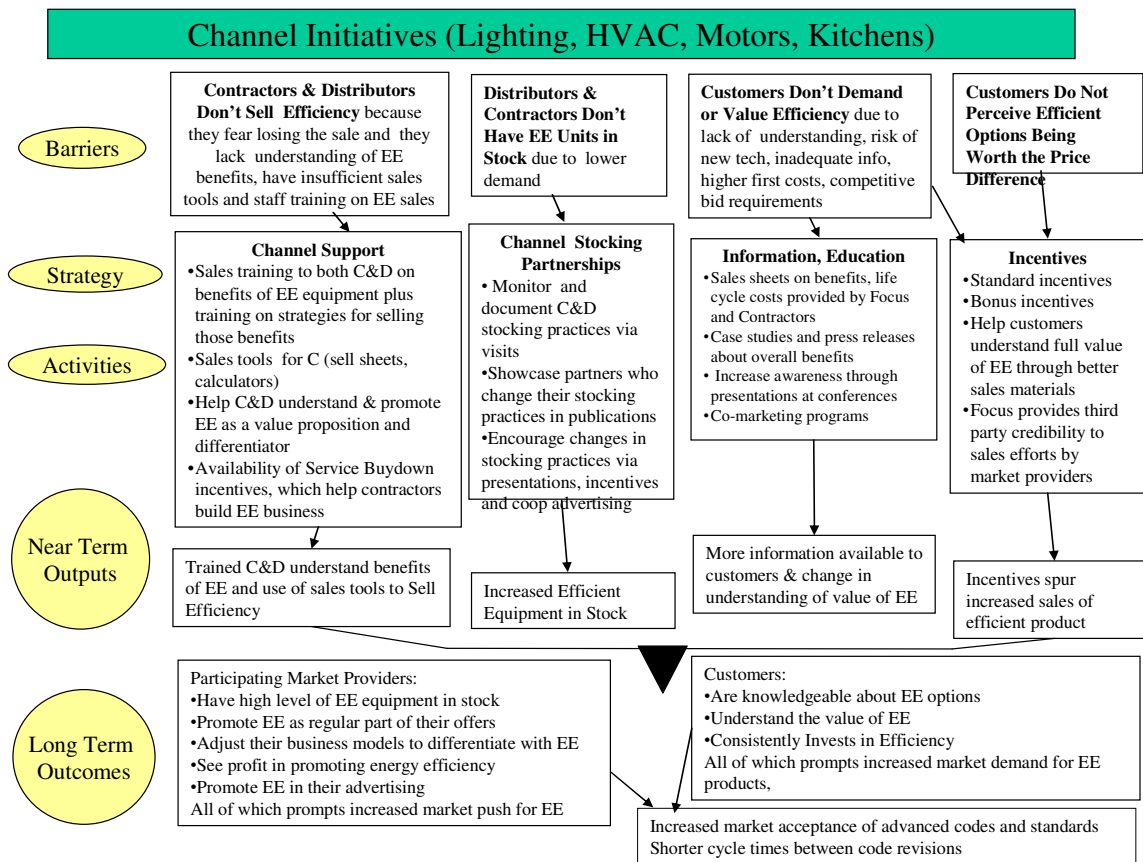 Channel Initiatives (Lighting, HVAC, Motors, Kitchens)
Barriers
Contractors & Distributors
Don't Sell Efficiency because
they fear losing the sale and they
lack understanding of EE
benefits, have insufficient sales
tools and staff training on EE sales
Distributors &
Contractors Don't
Have EE Units in
Stock due to lower
demand
Customers Don't Demand
or Value Efficiency due to
lack of understanding, risk of
new tech, inadequate info,
higher first costs, competitive
bid requirements
Customers Do Not
Perceive Efficient
Options Being
Worth the Price
Difference
Strategy
Activities
Channel Support
•Sales training to both C&D on
benefits of EE equipment plus
training on strategies for selling
those benefits
•Sales tools for C (sell sheets,
calculators)
•Help C&D understand & promote
EE as a value proposition and
differentiator
•Availability of Service Buydown
incentives, which help contractors
build EE business
Channel Stocking
Partnerships
• Monitor and
document C&D
stocking practices via
visits
•Showcase partners who
change their stocking
practices in publications
•Encourage changes in
stocking practices via
presentations, incentives
and coop advertising
Information, Education
•Sales sheets on benefits, life
cycle costs provided by Focus
and Contractors
•Case studies and press releases
about overall benefits
• Increase awareness through
presentations at conferences
•Co-marketing programs
Incentives
•Standard incentives
•Bonus incentives
•Help customers
understand full value
of EE through better
sales materials
•Focus provides third
party credibility to
sales efforts by
market providers
Near Term
Outputs
Trained C&D understand benefits
of EE and use of sales tools to Sell
Efficiency
Increased Efficient
Equipment in Stock
More information available to
customers & change in
understanding of value of EE
Incentives spur
increased sales of
efficient product
Long Term
Outcomes
Participating Market Providers:
•Have high level of EE equipment in stock
•Promote EE as regular part of their offers
•Adjust their business models to differentiate with EE
•See profit in promoting energy efficiency
•Promote EE in their advertising
All of which prompts increased market push for EE
Customers:
•Are knowledgeable about EE options
•Understand the value of EE
•Consistently Invests in Efficiency
All of which prompts increased market demand for EE
products,
Increased market acceptance of advanced codes and standards
Shorter cycle times between code revisions